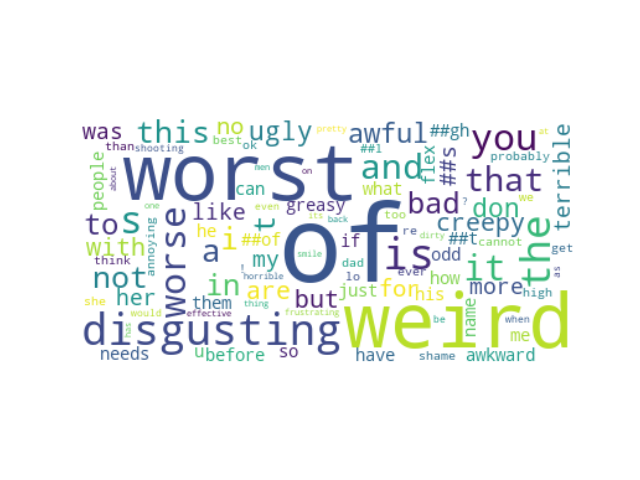 was this no ugly pretty awful ##gh you at
than shooting best ok ##l flex ##s probably terrible
people about worst men on and that
one can what bad don ? we
to s worse like greasy too creepy
with he i t ##of my its back if re dirty ##t cannot the
think annoying a even smile is odd it get
not in ! horrible lo ever how more as
she her them are thing but just for his high
would has effective frustrating of weird name be when me
disgusting dad
needs u before so have shame awkward